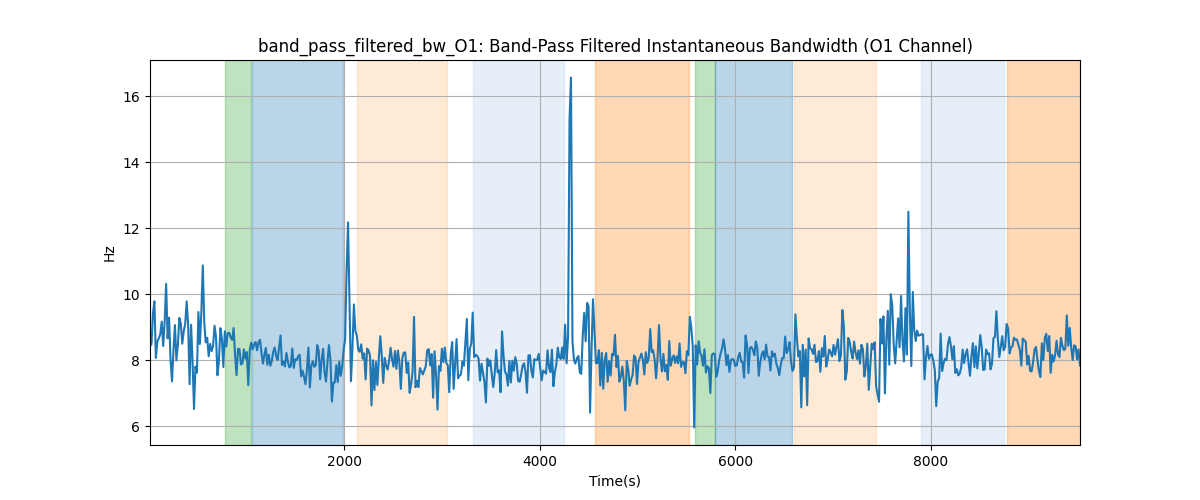 band_pass_filtered_bw_O1: Band-Pass Filtered Instantaneous Bandwidth (O1 Channel)
16
14
12
10
8
6
Hz
2000 4000 6000 8000
Time(s)